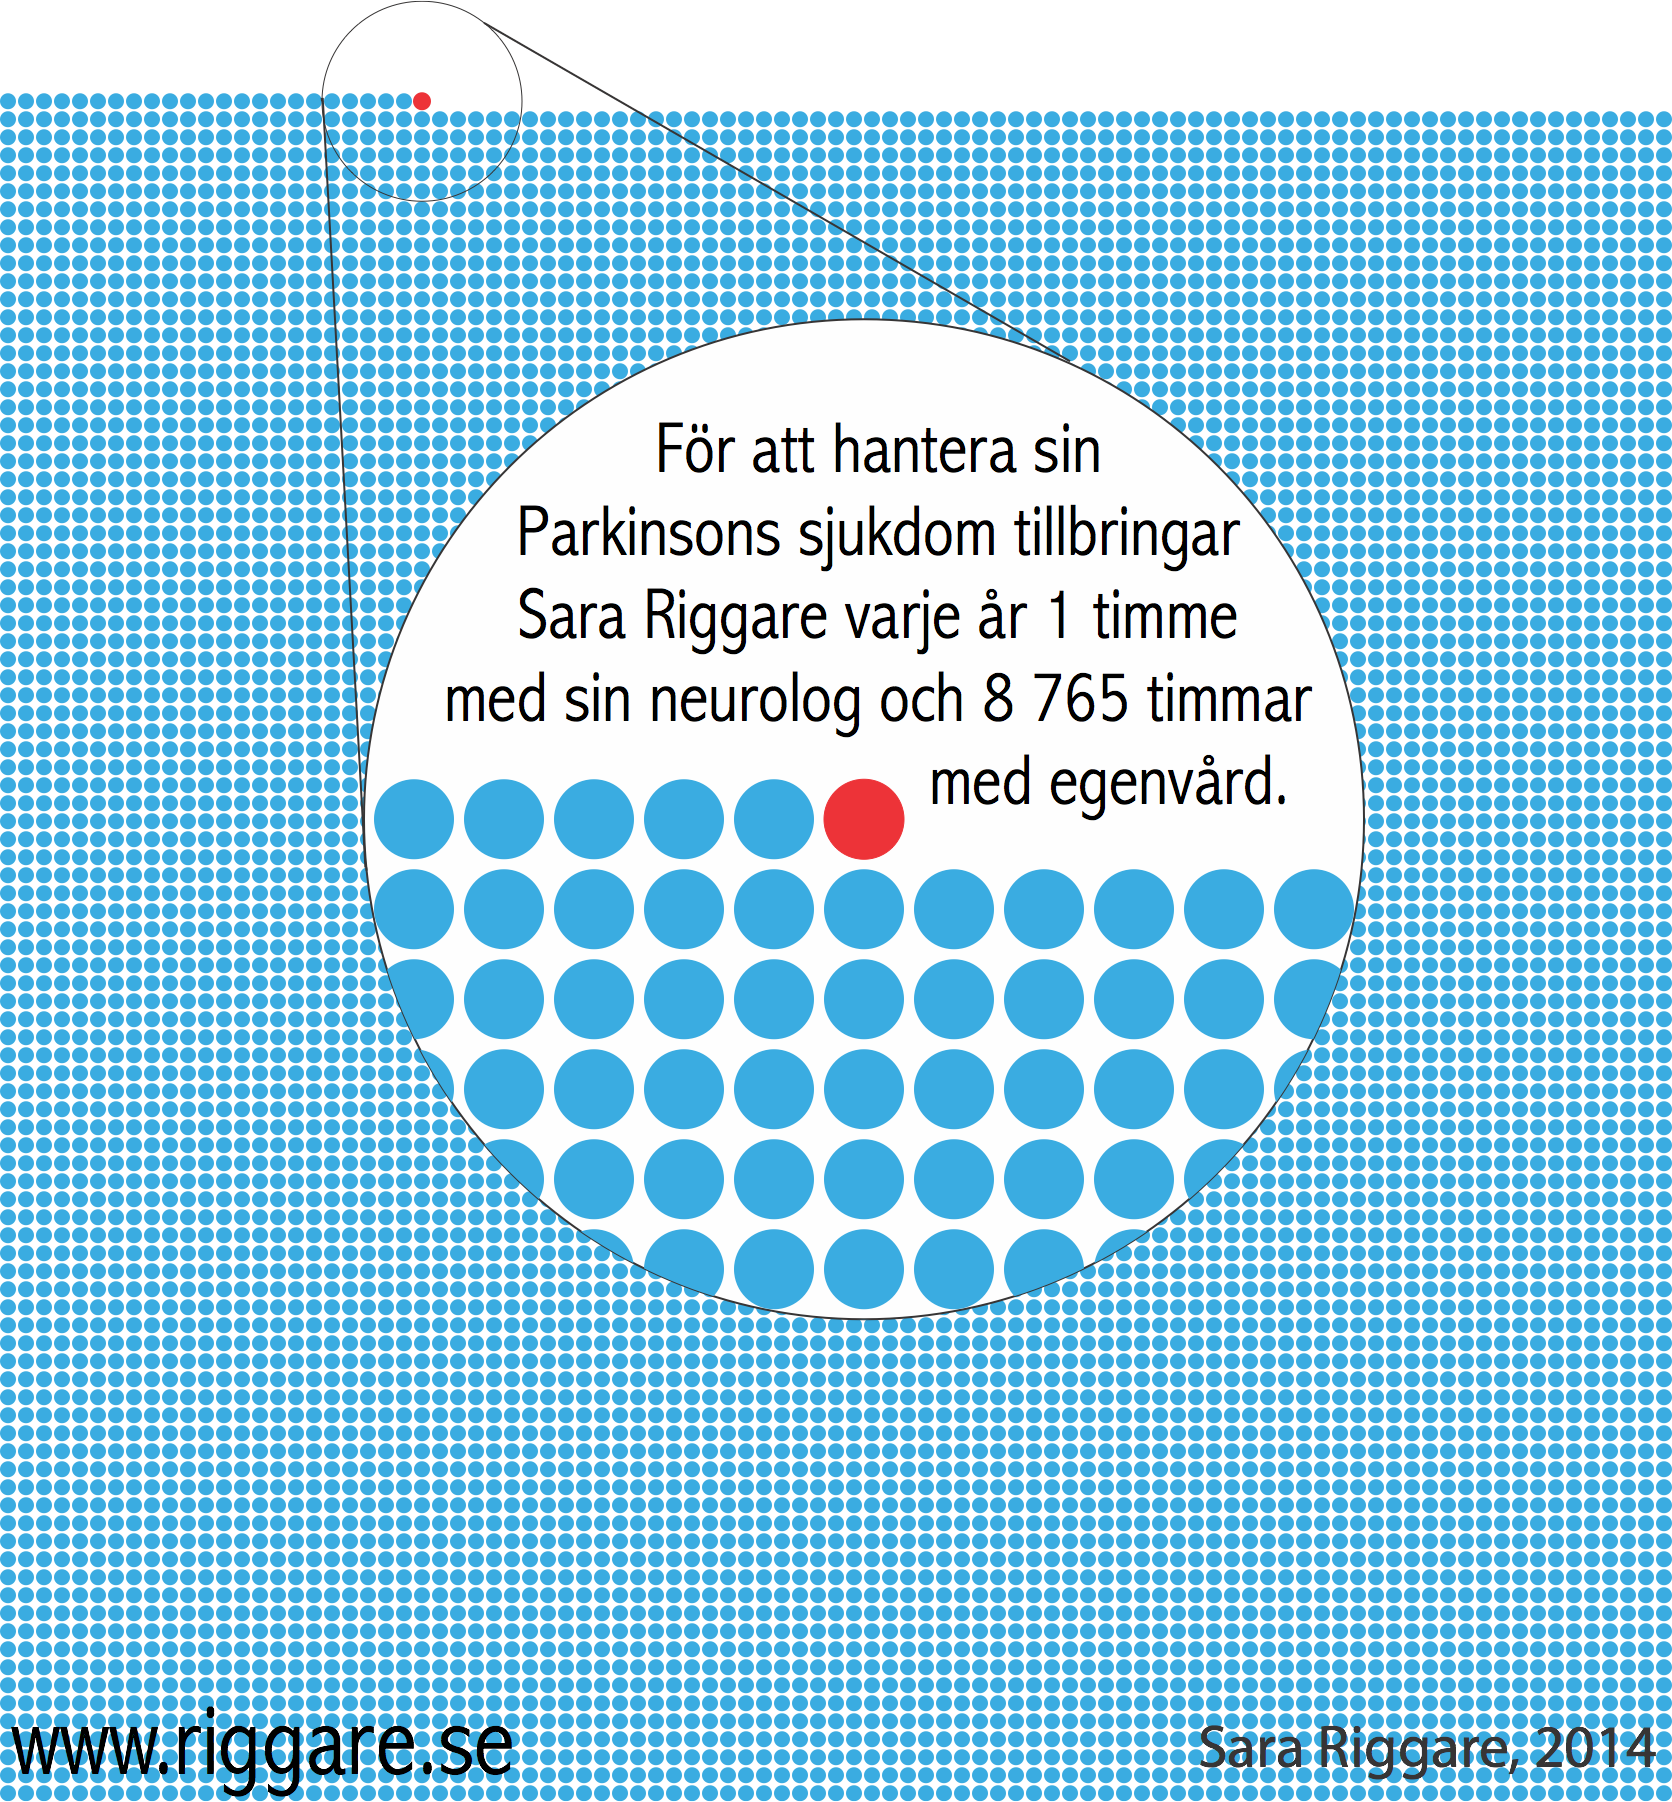 För att hantera sin
Parkinsons sjukdom tillbringar
Sara Riggare varje år 1 timme
med sin neurolog och 8 765 timmar
med egenvård.
www.riggare.se
Sara Riggare, 2014